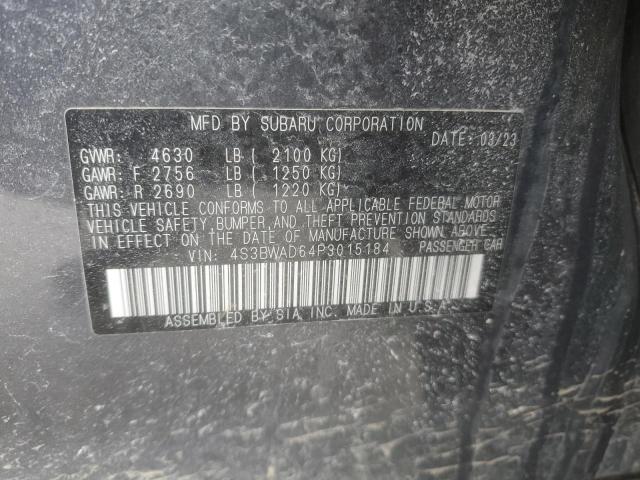 MFD BY SUBARU CORPORATION
DATE: 03/23
GVWR: 4630 LB ( 2100 KG)
GAWR: F 2756 LB ( 1250 KG)
GAWR: R 2690 LB ( 1220 KG)
THIS VEHICLE CONFORMS TO ALL APPLICABLE FEDERAL MOTOR
VEHICLE SAFETY, BUMPER, AND THEFT PREVENTION STANDARDS
IN EFFECT ON THE DATE OF MANUFACTURE SHOWN ABOVE.
VIN: 4S3BWAD64P3015184 PASSENGER CAR
ASSEMBLED BY SIA, INC. MADE IN U.S.A.